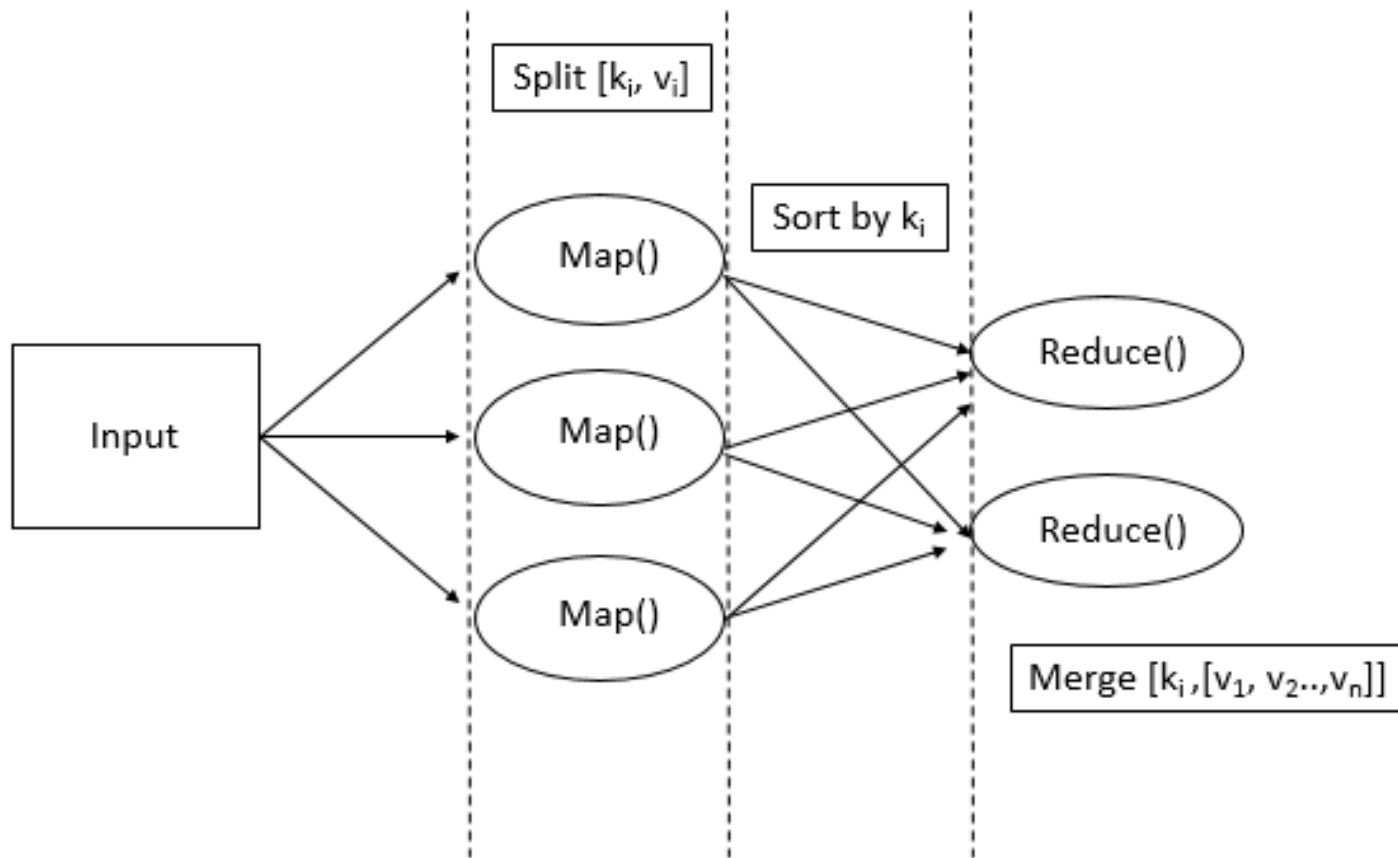 Split [kᵢ, vᵢ]
Sort by kᵢ
Map()
Map()
Map()
Input
Reduce()
Reduce()
Merge [kᵢ ,[v₁, v₂..,vₙ]]